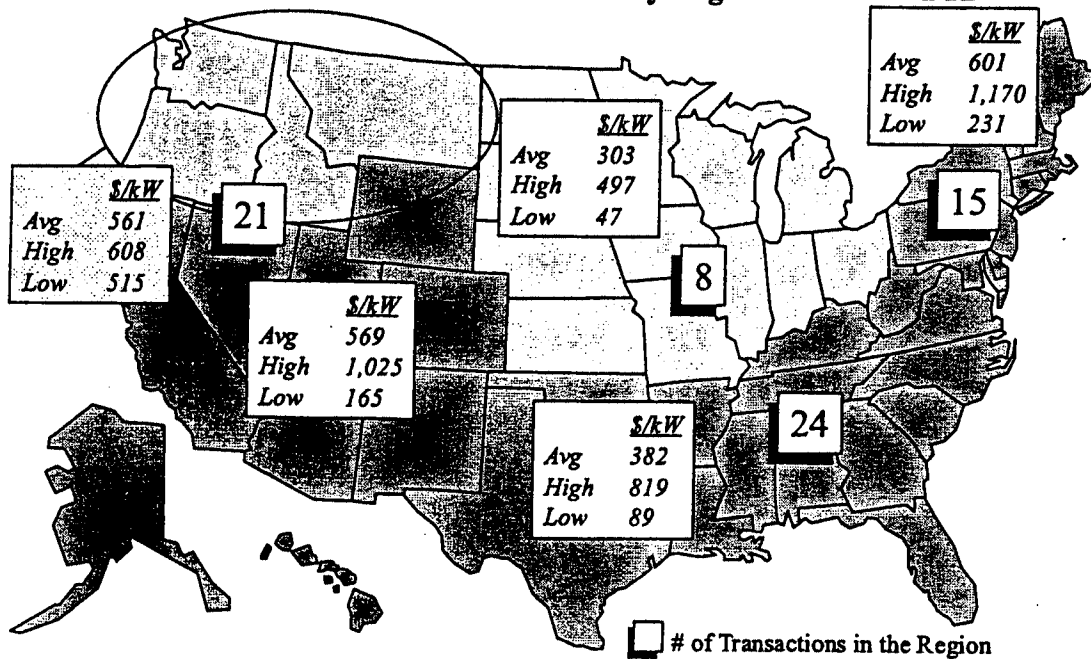 $/kW
Avg 601
High 1,170
Low 231
$/kW
Avg 303
High 497
Low 47
$/kW
Avg 561
High 608
Low 515
21
15
8
$/kW
Avg 569
High 1,025
Low 165
$/kW
Avg 382
High 819
Low 89
24
# of Transactions in the Region